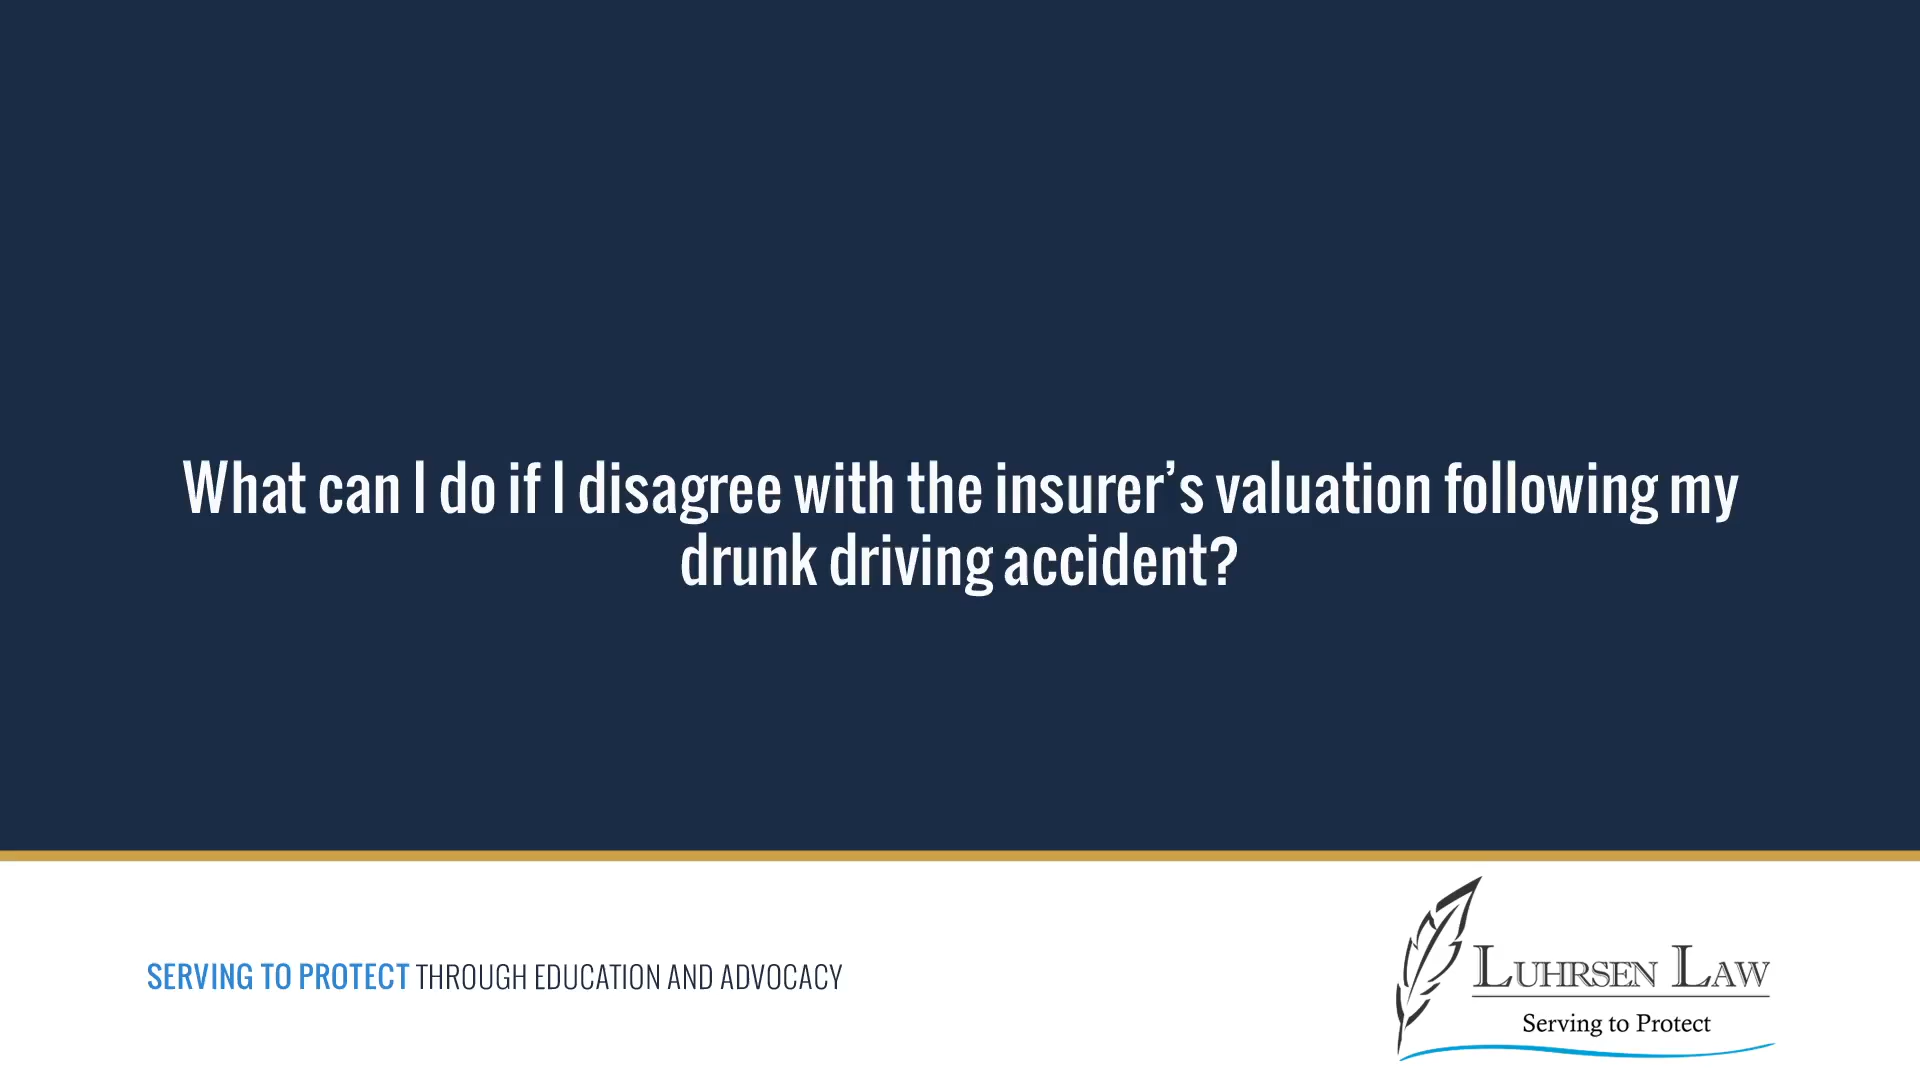 What can I do if I disagree with the insurer’s valuation following my
drunk driving accident?
SERVING TO PROTECT THROUGH EDUCATION AND ADVOCACY
LUHRSEN LAW
Serving to Protect